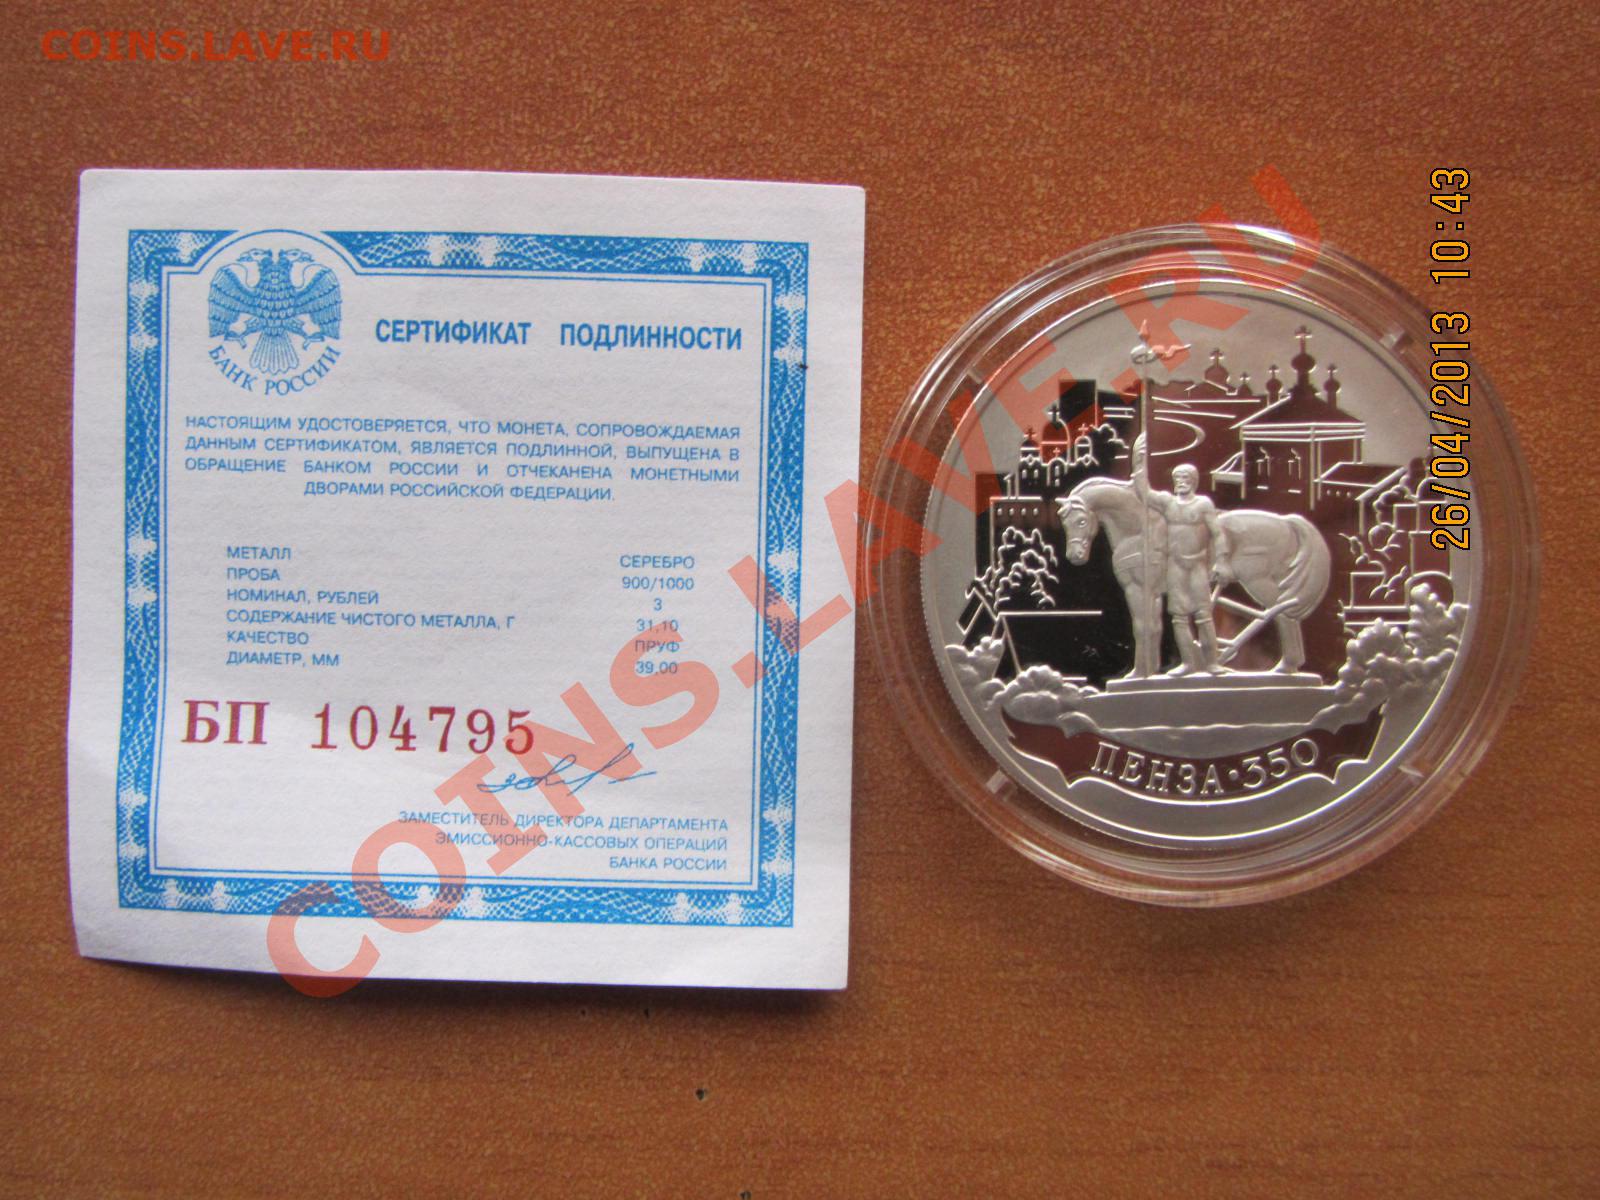 COINS.LAVE.RU
БАНК РОССИИ
СЕРТИФИКАТ ПОДЛИННОСТИ
НАСТОЯЩИМ УДОСТОВЕРЯЕТСЯ, ЧТО МОНЕТА, СОПРОВОЖДАЕМАЯ
ДАННЫМ СЕРТИФИКАТОМ, ЯВЛЯЕТСЯ ПОДЛИННОЙ, ВЫПУЩЕНА В
ОБРАЩЕНИЕ БАНКОМ РОССИИ И ОТЧЕКАНЕНА МОНЕТНЫМИ
ДВОРАМИ РОССИЙСКОЙ ФЕДЕРАЦИИ.
МЕТАЛЛ СЕРЕБРО
ПРОБА 900/1000
НОМИНАЛ, РУБЛЕЙ 3
СОДЕРЖАНИЕ ЧИСТОГО МЕТАЛЛА, Г 31,10
КАЧЕСТВО ПРУФ
ДИАМЕТР, ММ 39.00
БП 104795
ЗАМЕСТИТЕЛЬ ДИРЕКТОРА ДЕПАРТАМЕНТА
ЭМИССИОННО-КАССОВЫХ ОПЕРАЦИЙ
БАНКА РОССИИ
ПЕНЗА·350
26/04/2013 10:43
COINS.LAVE.RU